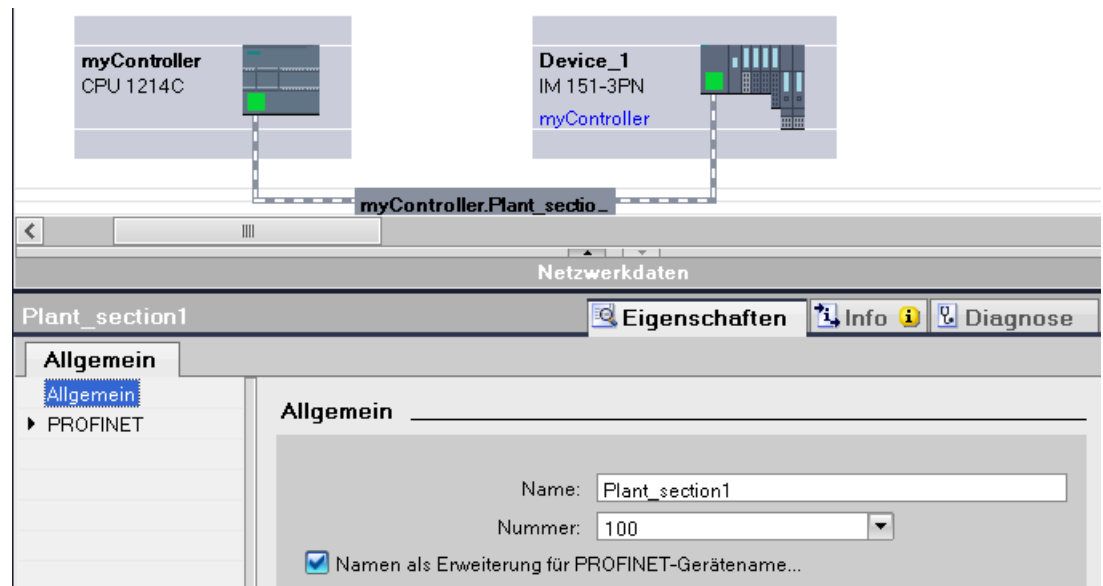 myController
CPU 1214C
Device_1
IM 151-3PN
myController
myController.Plant_sectio...
Netzwerkdaten
Plant_section1
Eigenschaften
Info
Diagnose
Allgemein
Allgemein
PROFINET
Allgemein
Name: Plant_section1
Nummer: 100
Namen als Erweiterung für PROFINET-Gerätename...